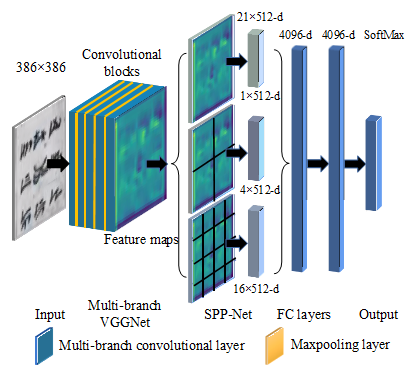 21×512-d
4096-d 4096-d SoftMax
Convolutional
blocks
386×386
1×512-d
4×512-d
Feature maps
16×512-d
Input
Multi-branch
VGGNet
SPP-Net
FC layers
Output
Multi-branch convolutional layer
Maxpooling layer